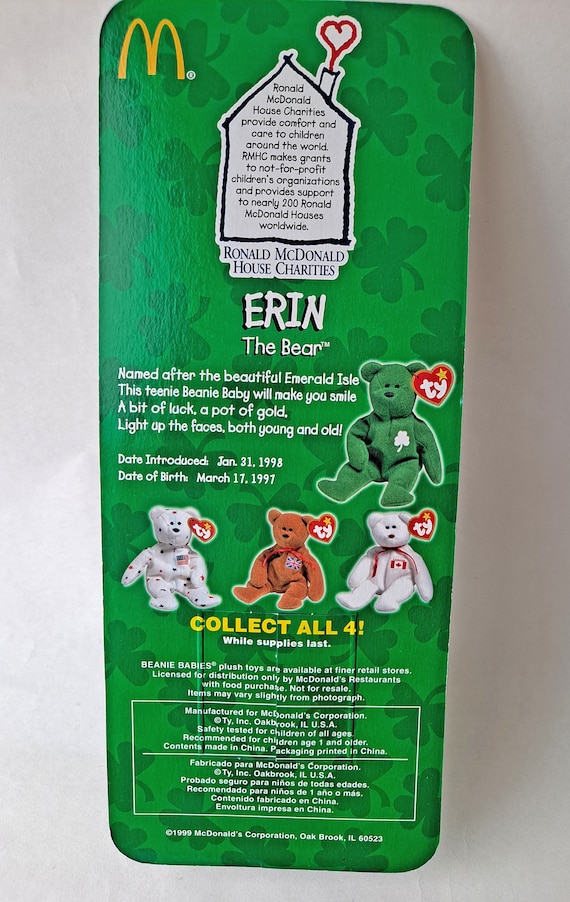 Ronald
McDonald
House Charities
provide comfort and
care to children
around the world.
RMHC makes grants
to not-for-profit
children's organizations
and provides support
to nearly 200 Ronald
McDonald Houses
worldwide.
RONALD MCDONALD
HOUSE CHARITIES
ERIN
The Bear™
Named after the beautiful Emerald Isle
This teenie Beanie Baby will make you smile
A bit of luck, a pot of gold,
Light up the faces, both young and old!
ty
Date Introduced: Jan. 31, 1998
Date of Birth: March 17, 1997
ty
ty
ty
COLLECT ALL 4!
While supplies last.
BEANIE BABIES® plush toys are available at finer retail stores.
Licensed for distribution only by McDonald's Restaurants
with food purchase. Not for resale.
Items may vary slightly from photograph.
Manufactured for McDonald's Corporation.
©Ty, Inc. Oakbrook, IL U.S.A.
Safety tested for children of all ages.
Recommended for children age 1 and older.
Contents made in China. Packaging printed in China.
Fabricado para McDonald's Corporation.
©Ty, Inc. Oakbrook, IL U.S.A.
Probado seguro para niños de todas edades.
Recomendado para niños de 1 año o más.
Contenido fabricado en China.
Envoltura impresa en China.
©1999 McDonald's Corporation, Oak Brook, IL 60523